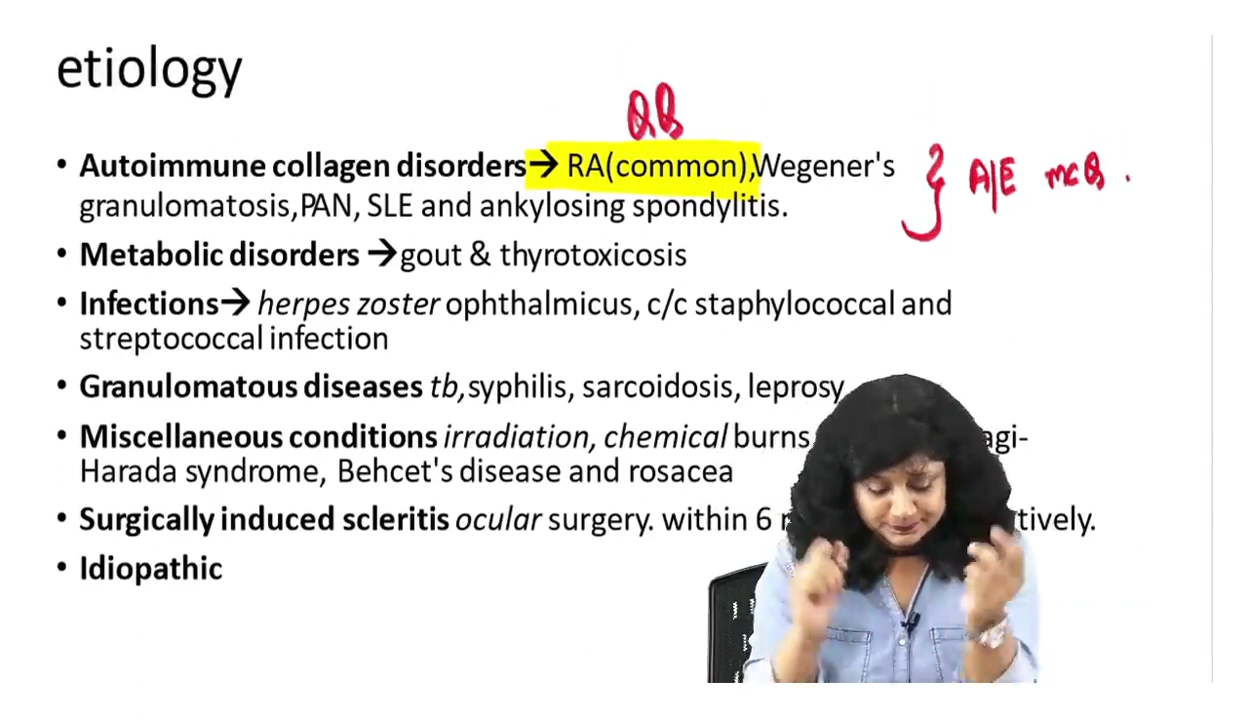 etiology
QB
• Autoimmune collagen disorders→ RA(common),Wegener's
granulomatosis,PAN, SLE and ankylosing spondylitis.
} A/E mcQ.
• Metabolic disorders →gout & thyrotoxicosis
• Infections→ herpes zoster ophthalmicus, c/c staphylococcal and
streptococcal infection
• Granulomatous diseases tb,syphilis, sarcoidosis, leprosy
• Miscellaneous conditions irradiation, chemical burns agi-
Harada syndrome, Behcet's disease and rosacea
• Surgically induced scleritis ocular surgery. within 6 tively.
• Idiopathic